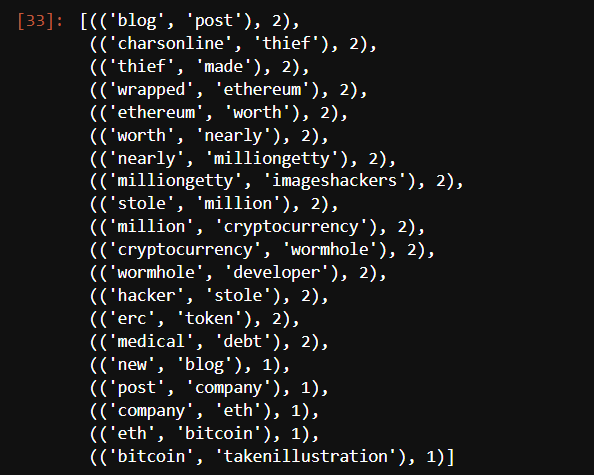 [33]: [(('blog', 'post'), 2),
(('charsonline', 'thief'), 2),
(('thief', 'made'), 2),
(('wrapped', 'ethereum'), 2),
(('ethereum', 'worth'), 2),
(('worth', 'nearly'), 2),
(('nearly', 'milliongetty'), 2),
(('milliongetty', 'imageshackers'), 2),
(('stole', 'million'), 2),
(('million', 'cryptocurrency'), 2),
(('cryptocurrency', 'wormhole'), 2),
(('wormhole', 'developer'), 2),
(('hacker', 'stole'), 2),
(('erc', 'token'), 2),
(('medical', 'debt'), 2),
(('new', 'blog'), 1),
(('post', 'company'), 1),
(('company', 'eth'), 1),
(('eth', 'bitcoin'), 1),
(('bitcoin', 'takenillustration'), 1)]